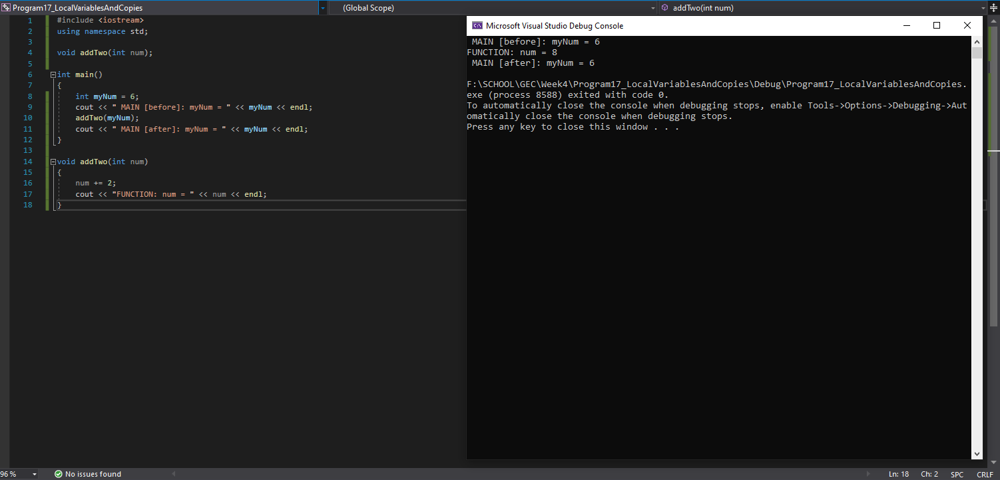 Program17_LocalVariablesAndCopies (Global Scope) addTwo(int num)
1 #include <iostream>
2 using namespace std;
3
4 void addTwo(int num);
5
6 int main()
7 {
8 int myNum = 6;
9 cout << " MAIN [before]: myNum = " << myNum << endl;
10 addTwo(myNum);
11 cout << " MAIN [after]: myNum = " << myNum << endl;
12 }
13
14 void addTwo(int num)
15 {
16 num += 2;
17 cout << "FUNCTION: num = " << num << endl;
18 }
Microsoft Visual Studio Debug Console
MAIN [before]: myNum = 6
FUNCTION: num = 8
MAIN [after]: myNum = 6
F:\SCHOOL\GEC\Week4\Program17_LocalVariablesAndCopies\Debug\Program17_LocalVariablesAndCopies.
exe (process 8588) exited with code 0.
To automatically close the console when debugging stops, enable Tools->Options->Debugging->Aut
omatically close the console when debugging stops.
Press any key to close this window . . .
96 % No issues found Ln: 18 Ch: 2 SPC CRLF